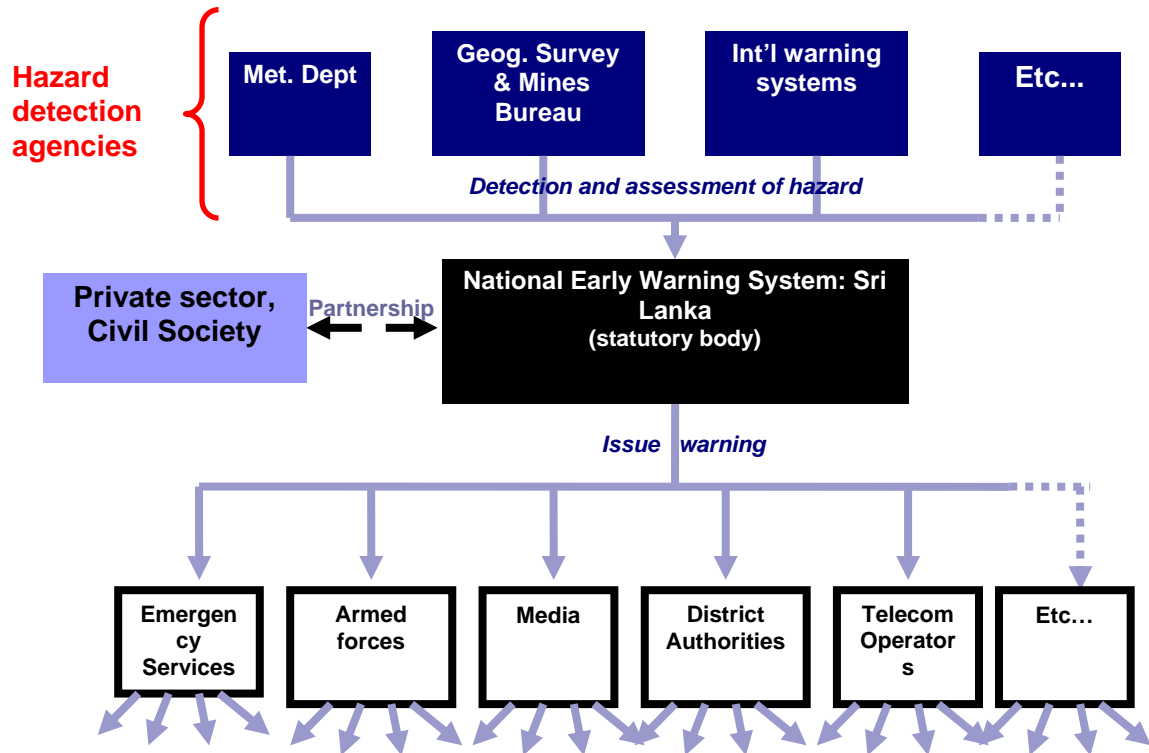 Hazard
detection
agencies
Met. Dept
Geog. Survey
& Mines
Bureau
Int’l warning
systems
Etc...
Detection and assessment of hazard
Private sector,
Civil Society
Partnership
National Early Warning System: Sri
Lanka
(statutory body)
Issue warning
Emergen
cy
Services
Armed
forces
Media
District
Authorities
Telecom
Operator
s
Etc…